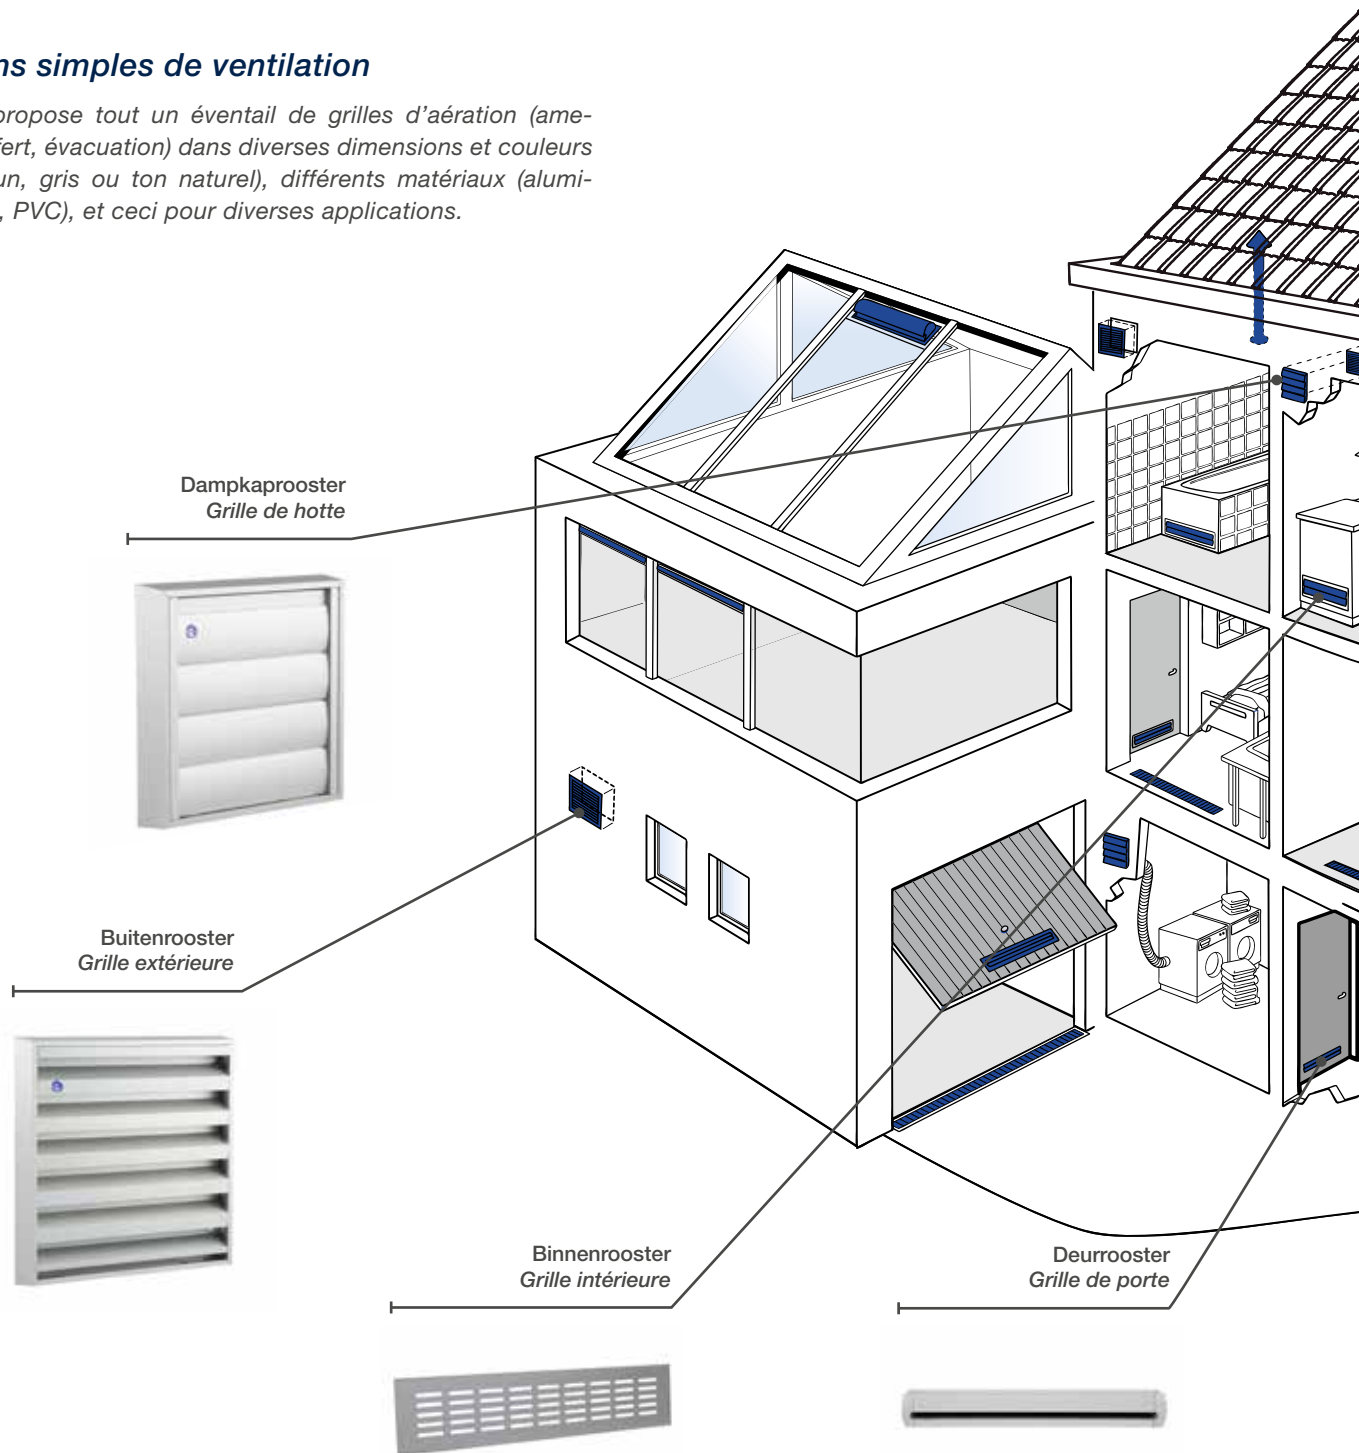 ns simples de ventilation
propose tout un éventail de grilles d’aération (ame-
fert, évacuation) dans diverses dimensions et couleurs
un, gris ou ton naturel), différents matériaux (alumi-
, PVC), et ceci pour diverses applications.
Dampkaprooster
Grille de hotte
Buitenrooster
Grille extérieure
Binnenrooster
Grille intérieure
Deurrooster
Grille de porte